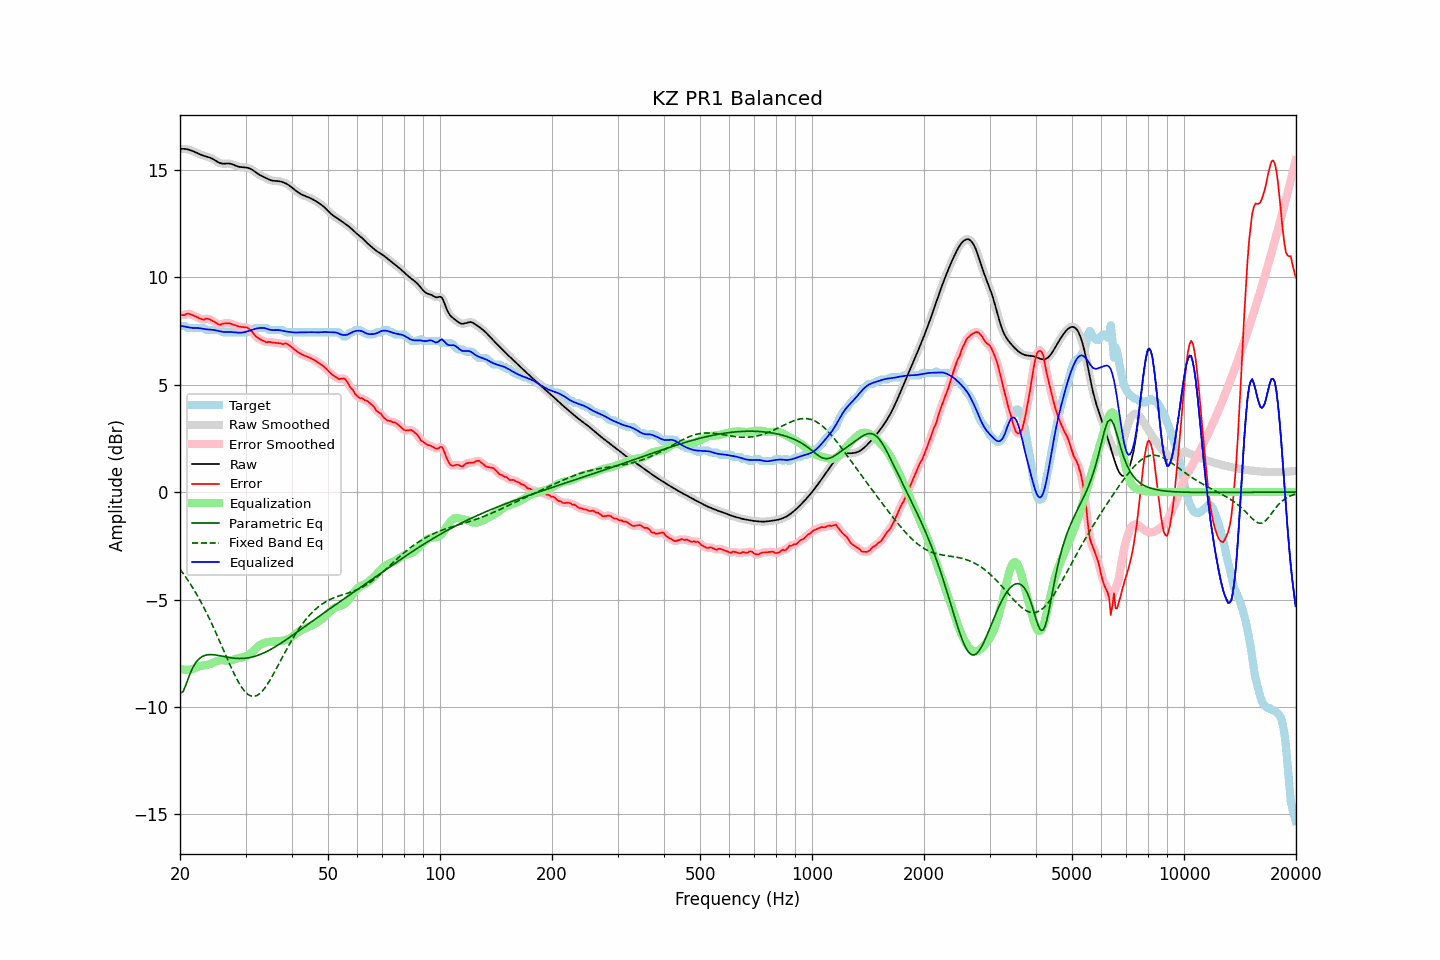 KZ PR1 Balanced
Amplitude (dBr)
15
10
5
0
−5
−10
−15
Target
Raw Smoothed
Error Smoothed
Raw
Error
Equalization
Parametric Eq
Fixed Band Eq
Equalized
20 50 100 200 500 1000 2000 5000 10000 20000
Frequency (Hz)